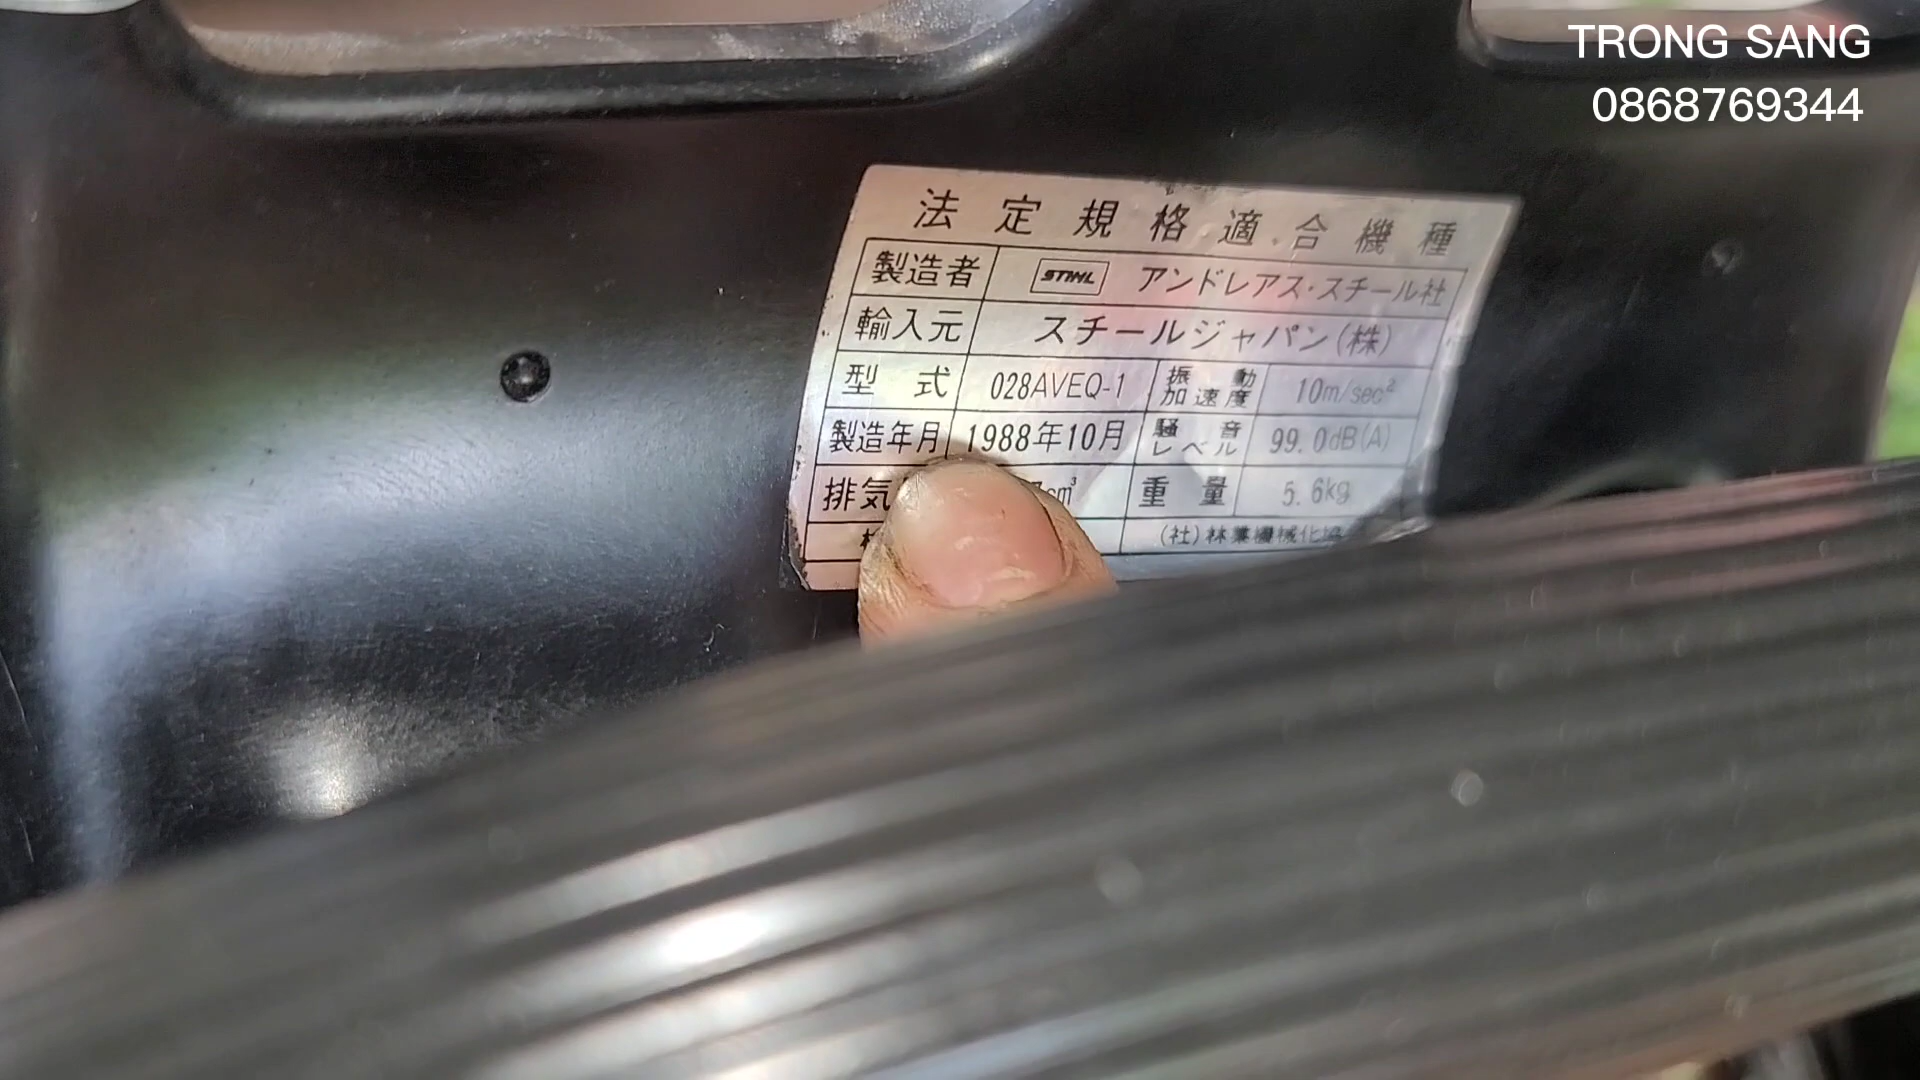 TRONG SANG
0868769344
法定規格適合機種
製造者 STIHL アンドレアス・スチール社
輸入元 スチールジャパン(株)
型式 028AVEQ-1 振動加速度 10m/sec²
製造年月 1988年10月 騒音レベル 99.0dB(A)
排気 cm³ 重量 5.6kg
(社)林業機械化協